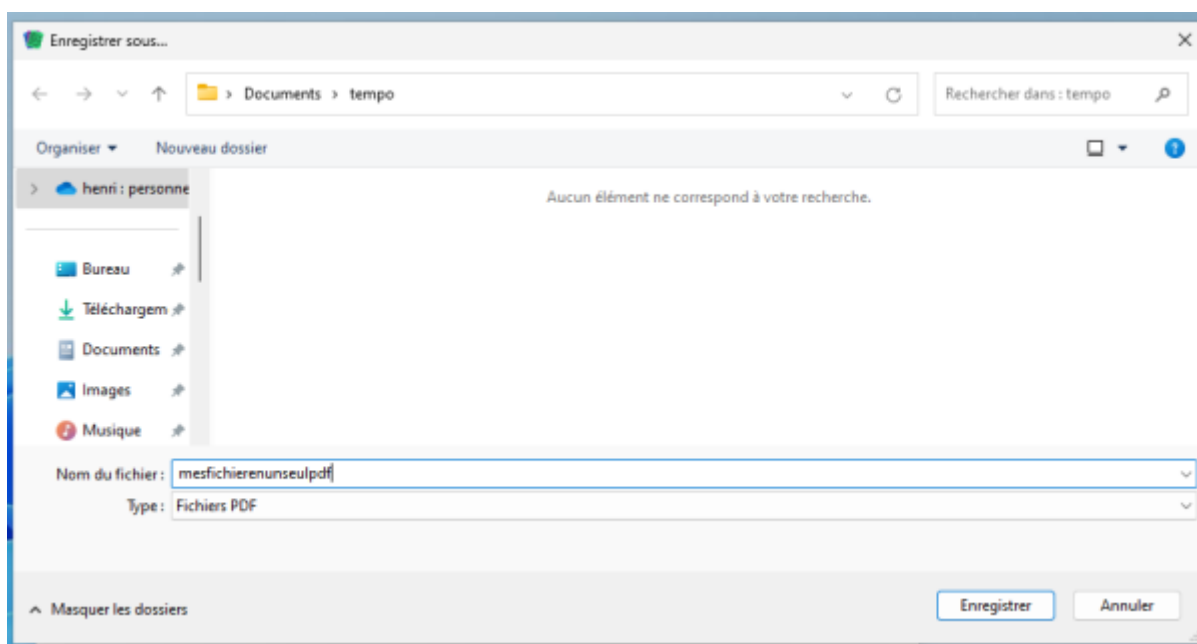 Enregistrer sous...
Documents > tempo
Rechercher dans : tempo
Organiser
Nouveau dossier
henri : personne
Aucun élément ne correspond à votre recherche.
Bureau
Téléchargem
Documents
Images
Musique
Nom du fichier : mesfichierenunseulpdf
Type : Fichiers PDF
Masquer les dossiers
Enregistrer
Annuler